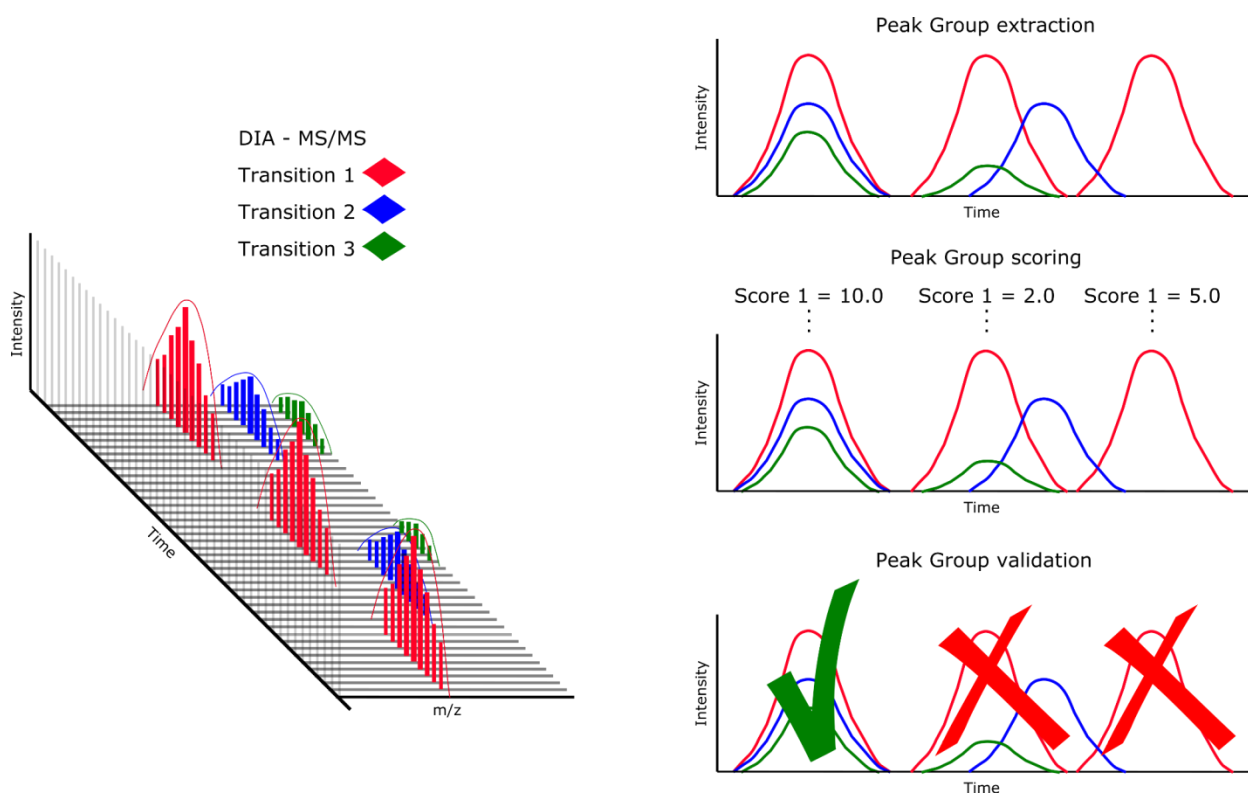 DIA - MS/MS
Transition 1
Transition 2
Transition 3
Intensity
Time
m/z
Peak Group extraction
Intensity
Time
Peak Group scoring
Score 1 = 10.0
Score 1 = 2.0
Score 1 = 5.0
Intensity
Time
Peak Group validation
Intensity
Time